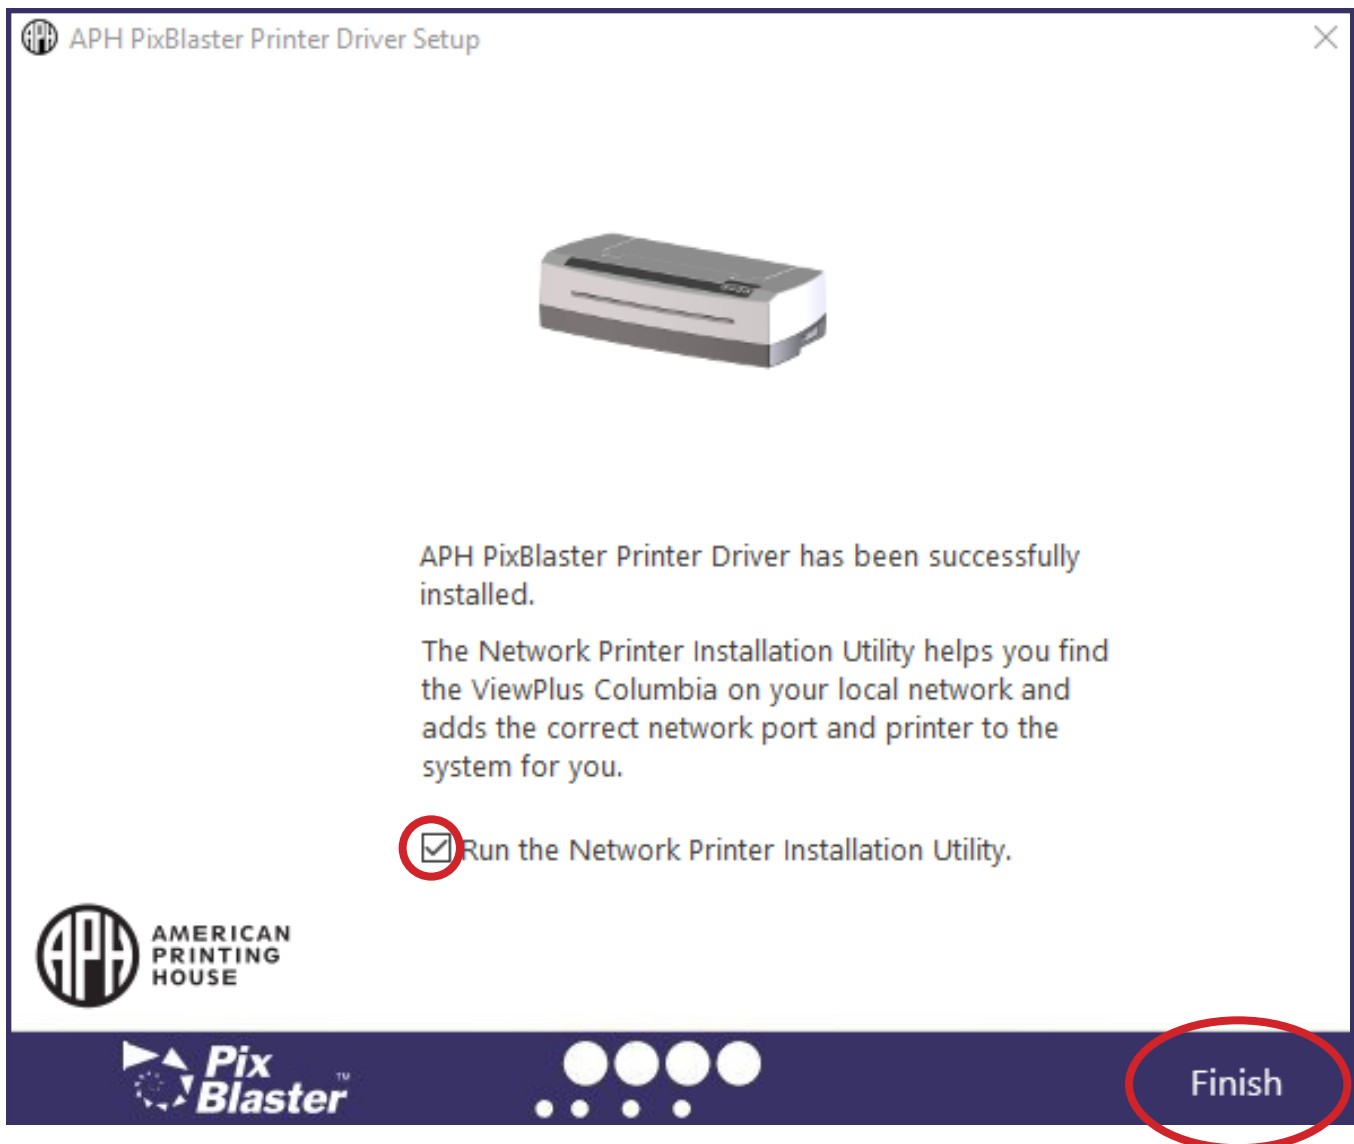 APH PixBlaster Printer Driver Setup
APH PixBlaster Printer Driver has been successfully
installed.
The Network Printer Installation Utility helps you find
the ViewPlus Columbia on your local network and
adds the correct network port and printer to the
system for you.
Run the Network Printer Installation Utility.
APH
AMERICAN
PRINTING
HOUSE
Pix
Blaster™
Finish